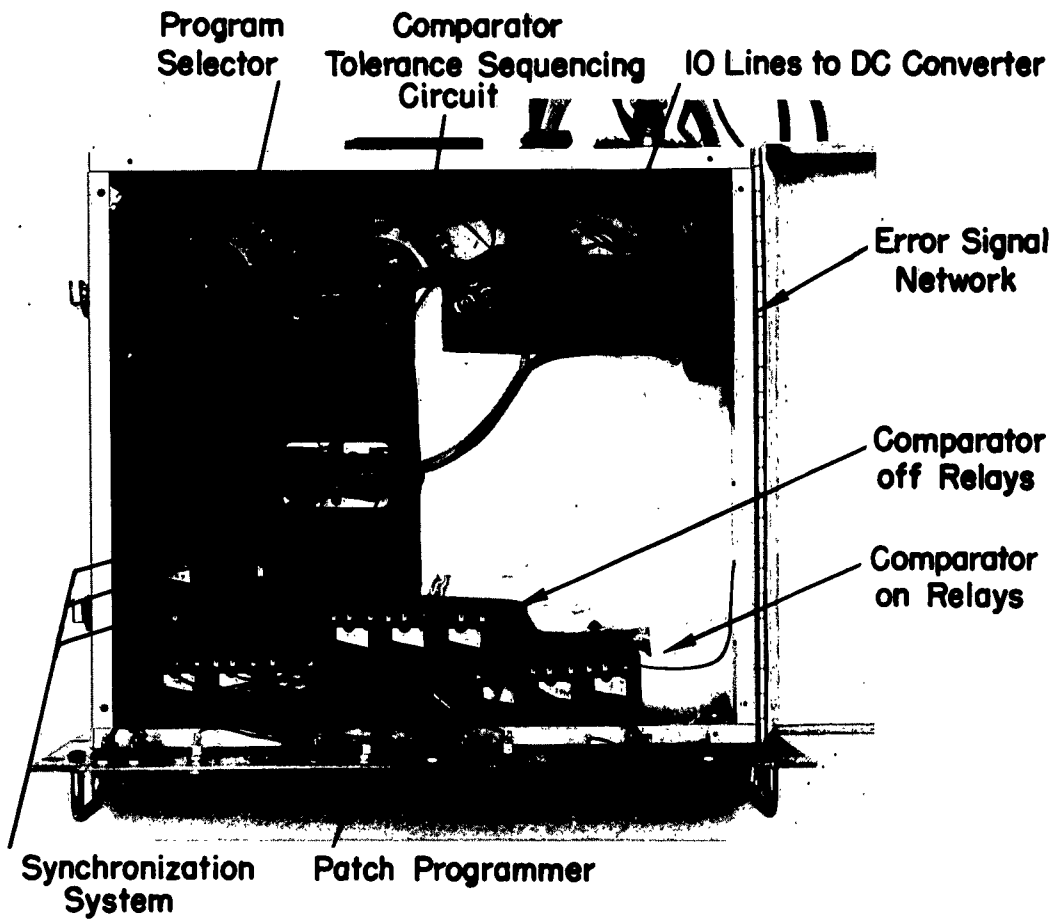 Program
Selector
Comparator
Tolerance Sequencing
Circuit
10 Lines to DC Converter
Error Signal
Network
Comparator
off Relays
Comparator
on Relays
Synchronization
System
Patch Programmer